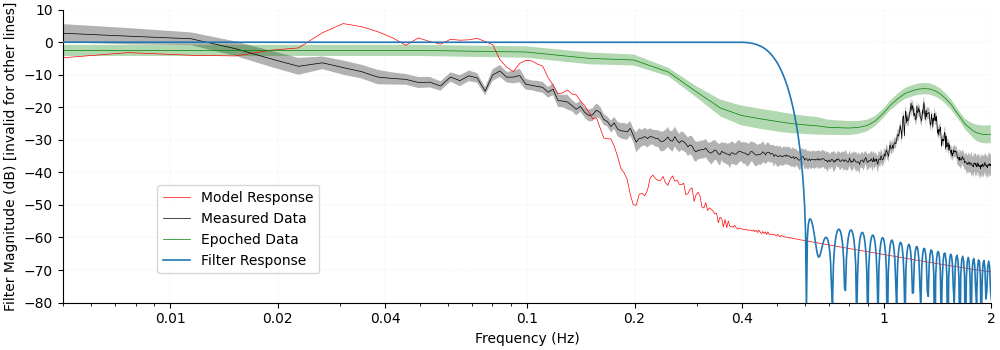 Filter Magnitude (dB) [invalid for other lines]
10
0
−10
−20
−30
−40
−50
−60
−70
−80
Model Response
Measured Data
Epoched Data
Filter Response
0.01 0.02 0.04 0.1 0.2 0.4 1 2
Frequency (Hz)